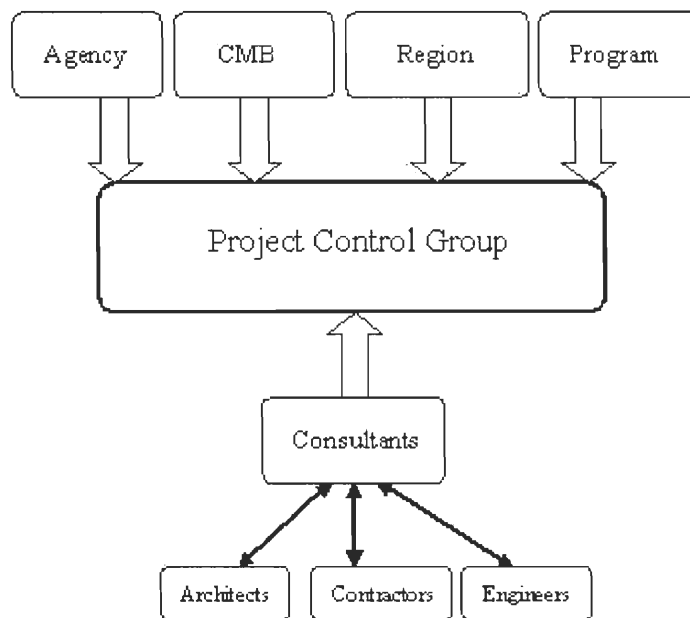 Agency
CMB
Region
Program
Project Control Group
Consultants
Architects
Contractors
Engineers